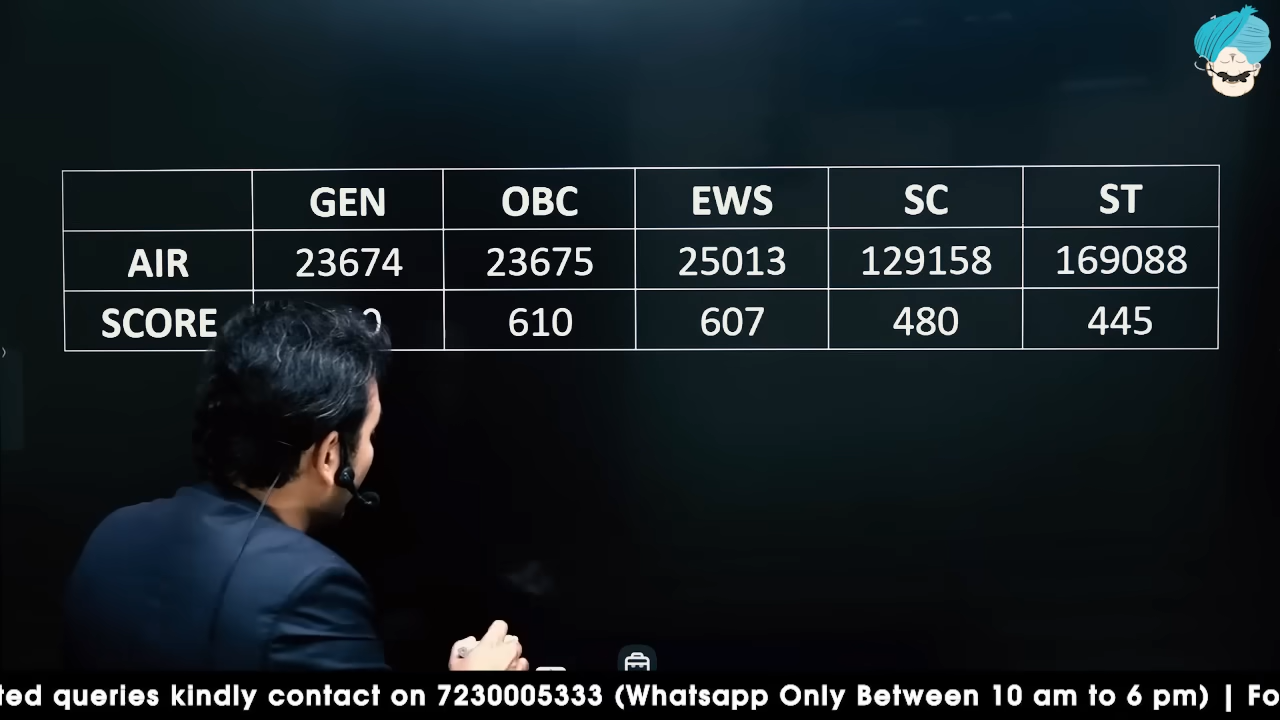 GEN OBC EWS SC ST
AIR 23674 23675 25013 129158 169088
SCORE 610 607 480 445
ted queries kindly contact on 7230005333 (Whatsapp Only Between 10 am to 6 pm) | Fo